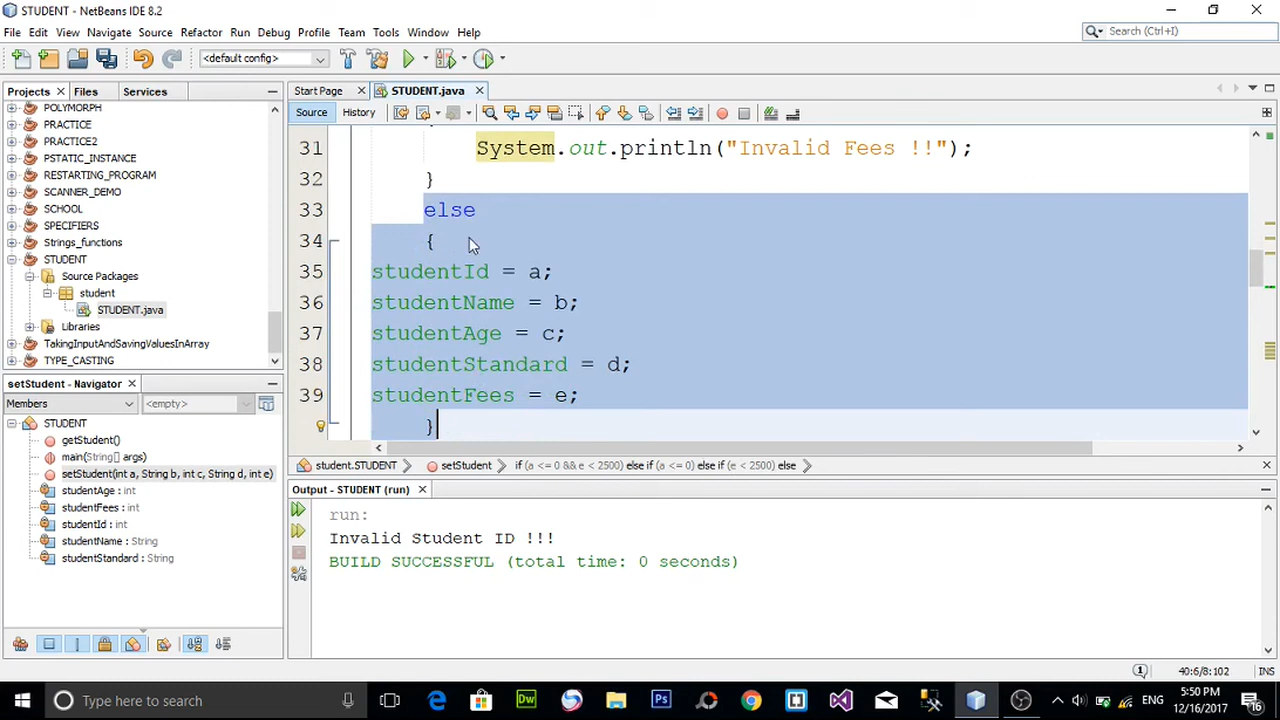 STUDENT - NetBeans IDE 8.2
File Edit View Navigate Source Refactor Run Debug Profile Team Tools Window Help
Search (Ctrl+I)
<default config>
Projects Files Services
POLYMORPH
PRACTICE
PRACTICE2
PSTATIC_INSTANCE
RESTARTING_PROGRAM
SCANNER_DEMO
SCHOOL
SPECIFIERS
Strings_functions
STUDENT
Source Packages
student
STUDENT.java
Libraries
TakingInputAndSavingValuesInArray
TYPE_CASTING
setStudent - Navigator
Members <empty>
STUDENT
getStudent()
main(String[] args)
setStudent(int a, String b, int c, String d, int e)
studentAge : int
studentFees : int
studentId : int
studentName : String
studentStandard : String
Start Page STUDENT.java
Source History
31 System.out.println("Invalid Fees !!");
32 }
33 else
34 {
35 studentId = a;
36 studentName = b;
37 studentAge = c;
38 studentStandard = d;
39 studentFees = e;
}
student.STUDENT setStudent if (a <= 0 && e < 2500) else if (a <= 0) else if (e < 2500) else
Output - STUDENT (run)
run:
Invalid Student ID !!!
BUILD SUCCESSFUL (total time: 0 seconds)
40:6/8:102 INS
Type here to search
Dw
Ps
ENG
5:50 PM
12/16/2017
16